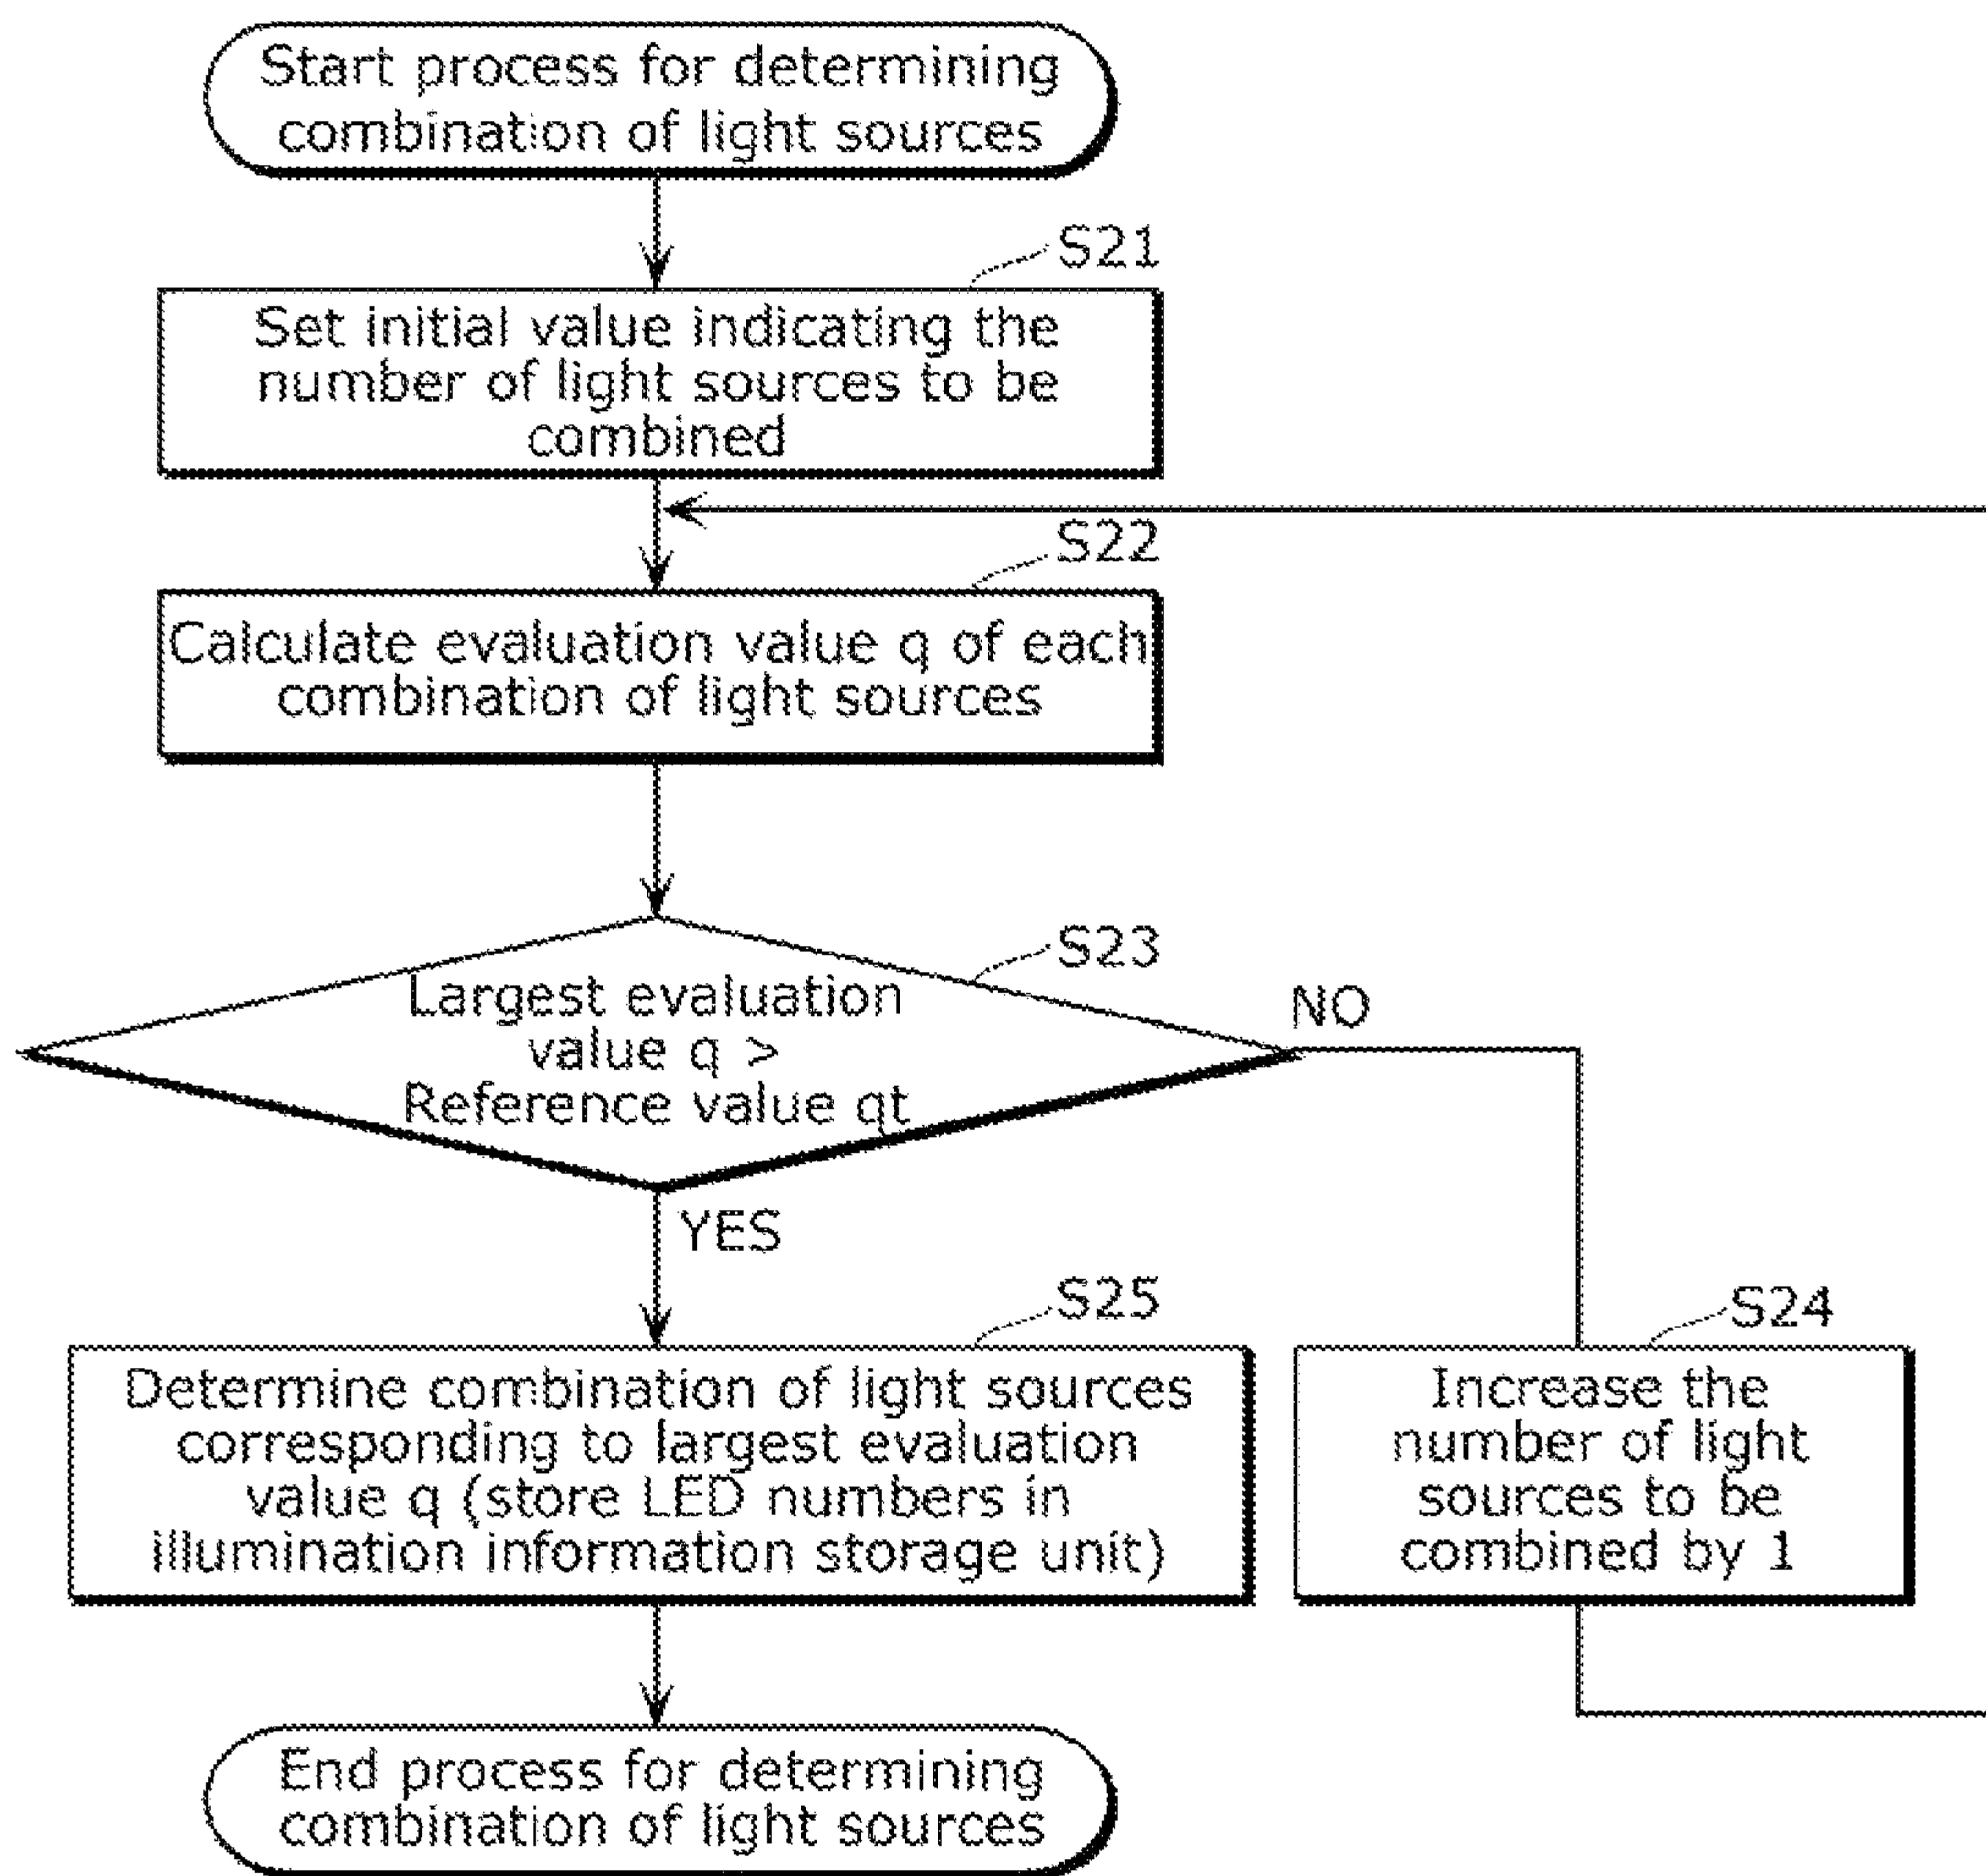 Start process for determining
combination of light sources
S21
Set initial value indicating the
number of light sources to be
combined
S22
Calculate evaluation value q of each
combination of light sources
S23
Largest evaluation
value q >
Reference value qt
NO
YES
S25
Determine combination of light sources
corresponding to largest evaluation
value q (store LED numbers in
illumination information storage unit)
S24
Increase the
number of light
sources to be
combined by 1
End process for determining
combination of light sources